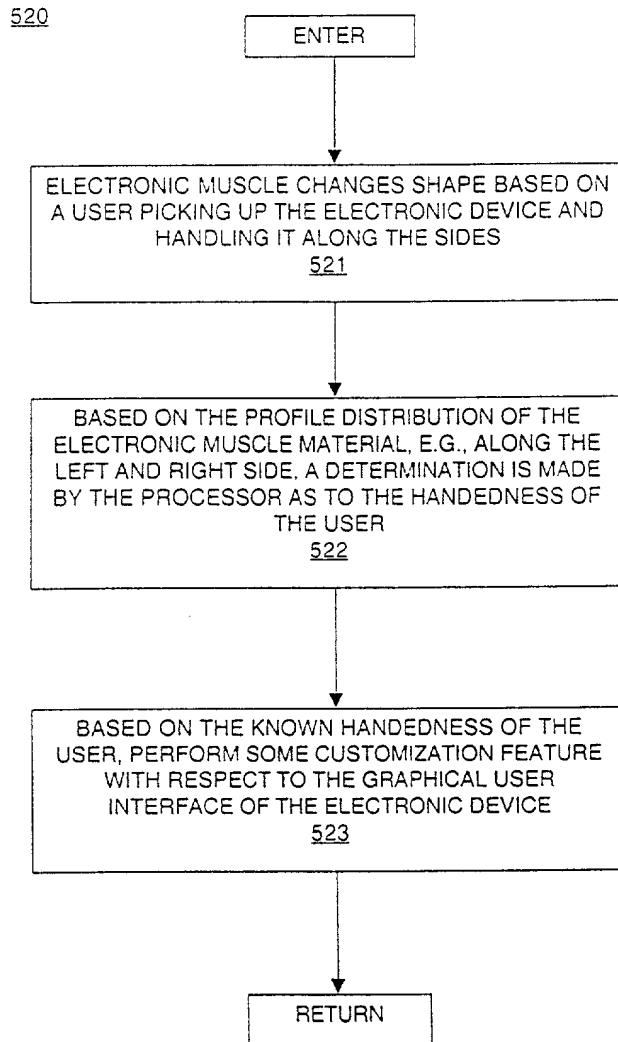 520
ENTER
ELECTRONIC MUSCLE CHANGES SHAPE BASED ON
A USER PICKING UP THE ELECTRONIC DEVICE AND
HANDLING IT ALONG THE SIDES
521
BASED ON THE PROFILE DISTRIBUTION OF THE
ELECTRONIC MUSCLE MATERIAL, E.G., ALONG THE
LEFT AND RIGHT SIDE, A DETERMINATION IS MADE
BY THE PROCESSOR AS TO THE HANDEDNESS OF
THE USER
522
BASED ON THE KNOWN HANDEDNESS OF THE
USER, PERFORM SOME CUSTOMIZATION FEATURE
WITH RESPECT TO THE GRAPHICAL USER
INTERFACE OF THE ELECTRONIC DEVICE
523
RETURN